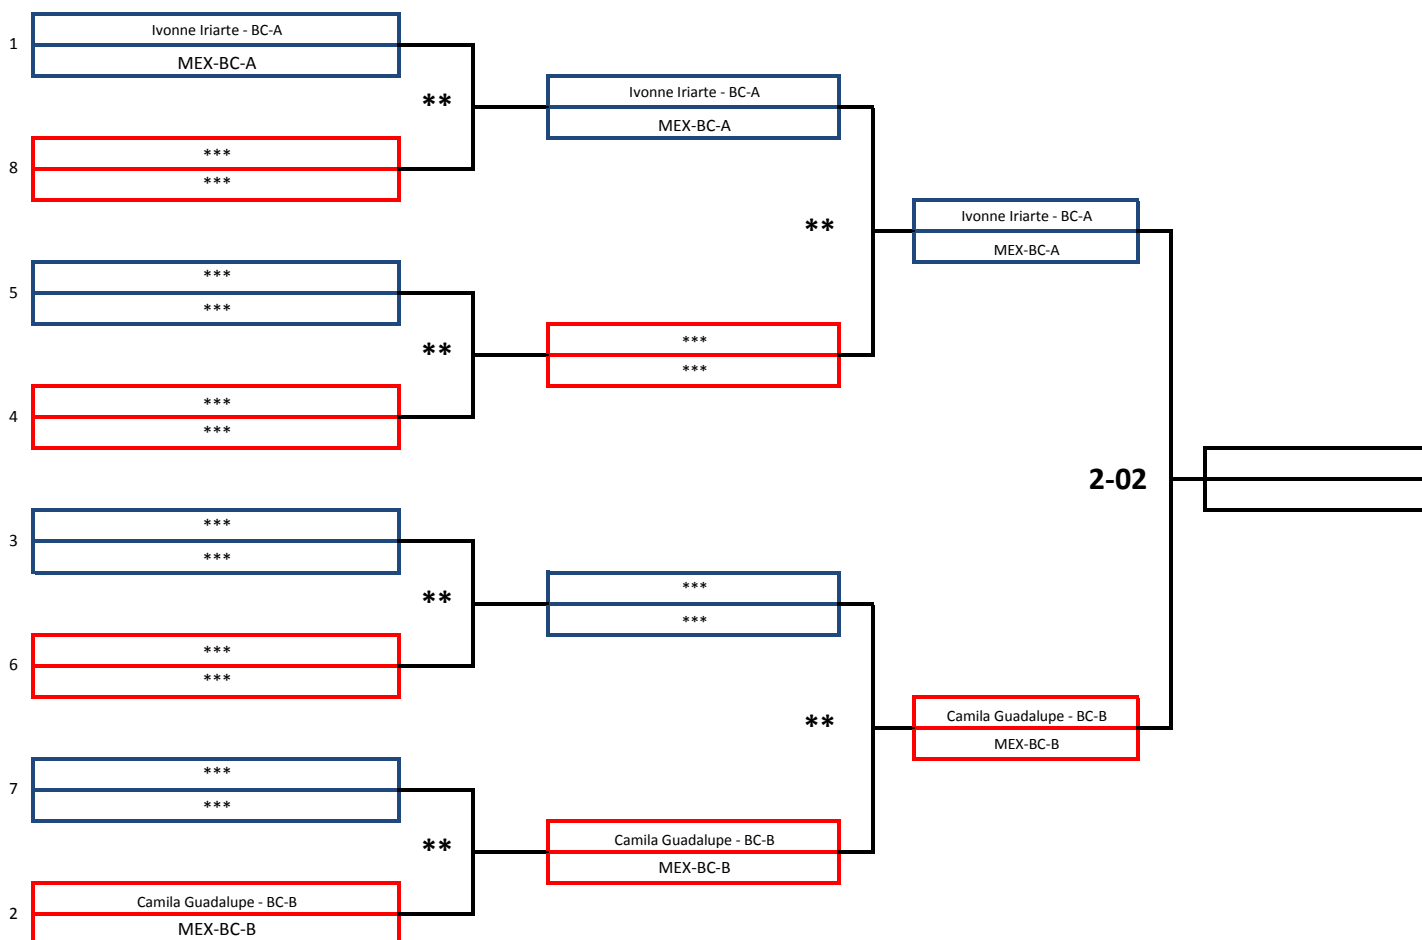 Ivonne Iriarte - BC-A
1
MEX-BC-A
**
Ivonne Iriarte - BC-A
MEX-BC-A
***
8
***
**
Ivonne Iriarte - BC-A
MEX-BC-A
***
5
***
**
***
***
***
4
***
2-02
***
3
***
**
***
***
***
6
***
**
Camila Guadalupe - BC-B
MEX-BC-B
***
7
***
**
Camila Guadalupe - BC-B
MEX-BC-B
Camila Guadalupe - BC-B
2
MEX-BC-B